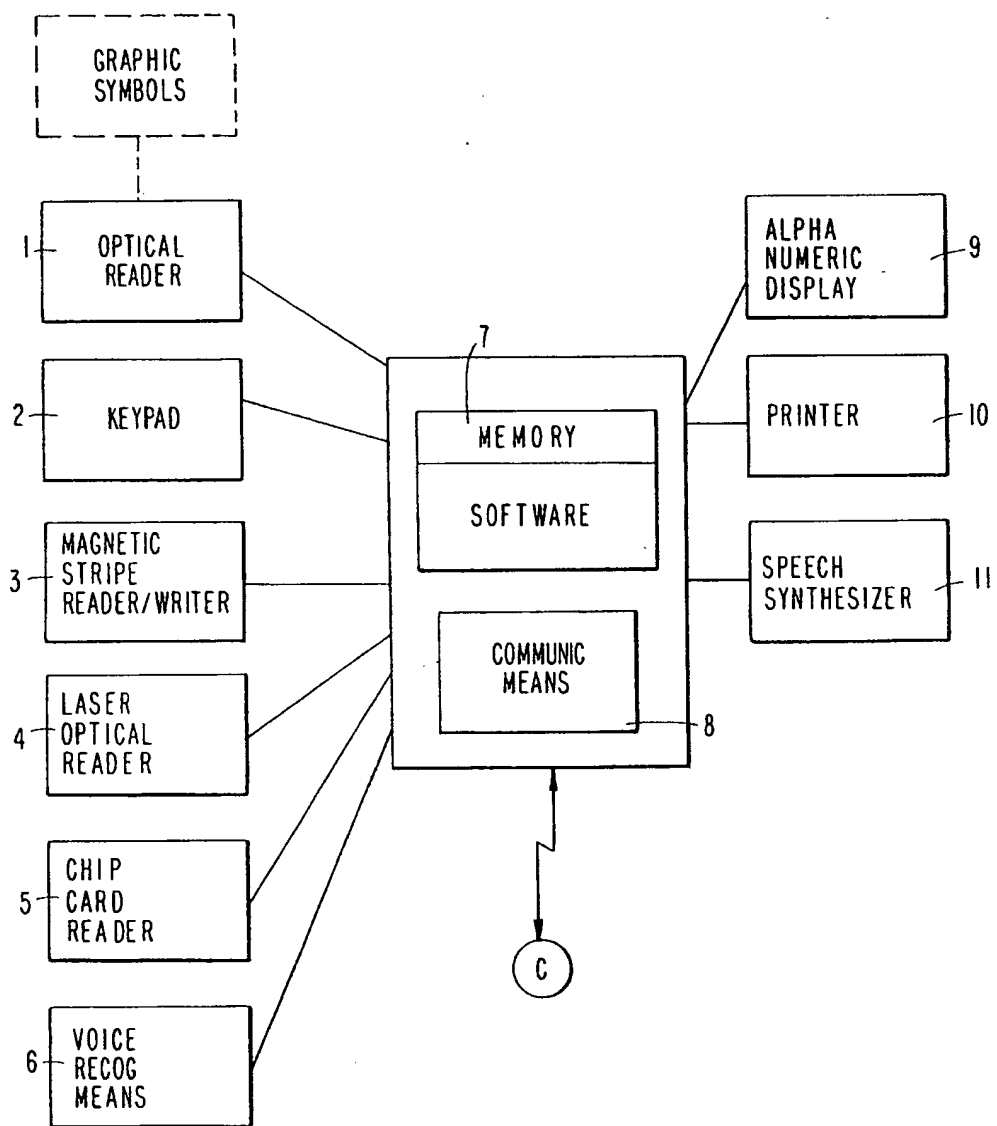 GRAPHIC
SYMBOLS
1
OPTICAL
READER
2
KEYPAD
3
MAGNETIC
STRIPE
READER/WRITER
4
LASER
OPTICAL
READER
5
CHIP
CARD
READER
6
VOICE
RECOG
MEANS
7
MEMORY
SOFTWARE
COMMUNIC
MEANS
8
C
ALPHA
NUMERIC
DISPLAY
9
PRINTER
10
SPEECH
SYNTHESIZER
11